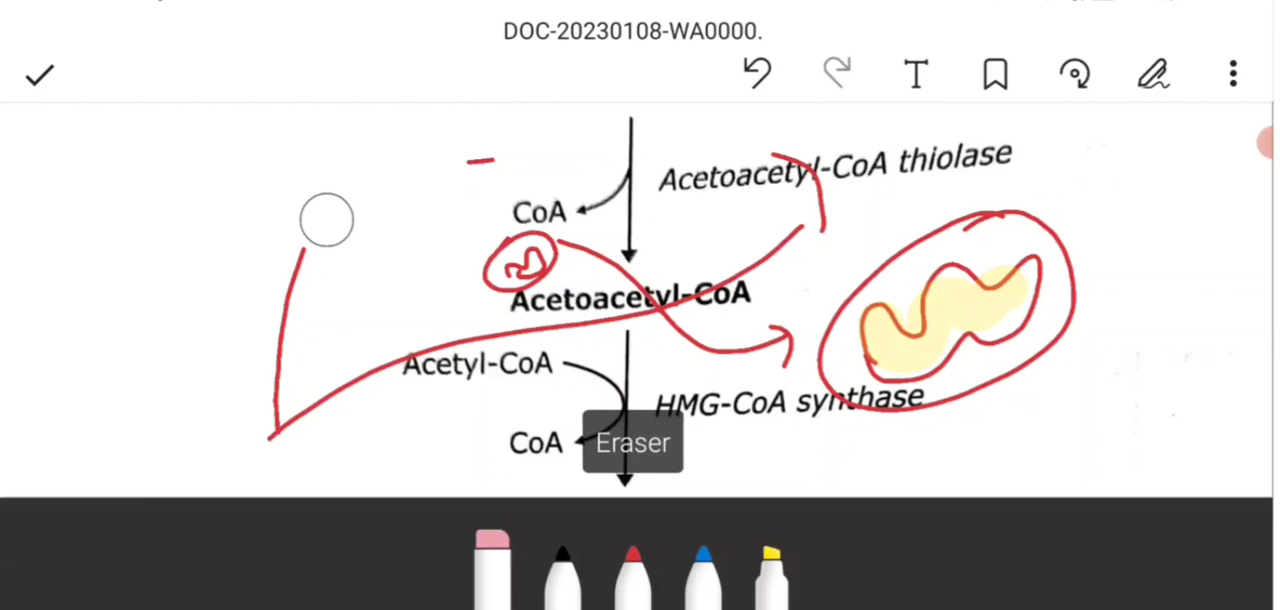 DOC-20230108-WA0000.
T
Acetoacetyl-CoA thiolase
CoA
Acetoacetyl-CoA
Acetyl-CoA
HMG-CoA synthase
CoA
Eraser